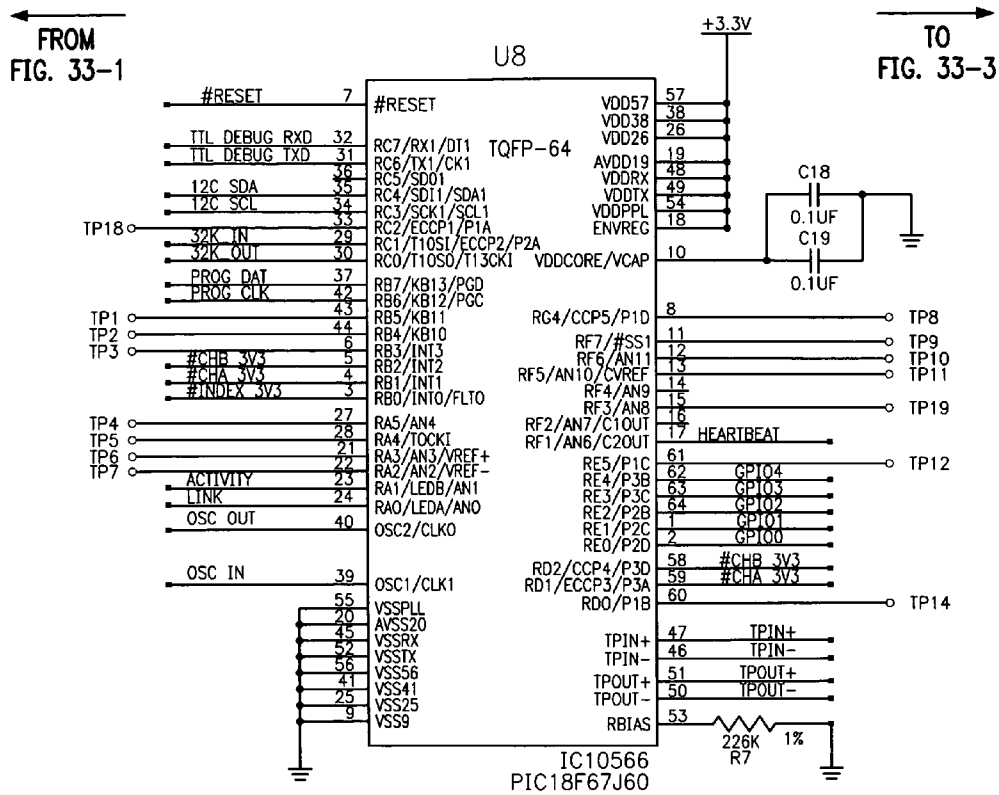 FROM
FIG. 33-1
TO
FIG. 33-3
+3.3V
U8
TQFP-64
#RESET 7 #RESET
TTL DEBUG RXD 32 RC7/RX1/DT1
TTL DEBUG TXD 31 RC6/TX1/CK1
36 RC5/SDO1
12C SDA 35 RC4/SDI1/SDA1
12C SCL 34 RC3/SCK1/SCL1
TP18 33 RC2/ECCP1/P1A
32K_IN 29 RC1/T10SI/ECCP2/P2A
32K_OUT 30 RC0/T10SO/T13CKI
PROG DAT 37 RB7/KB13/PGD
PROG CLK 42 RB6/KB12/PGC
TP1 43 RB5/KB11
TP2 44 RB4/KB10
TP3 6 RB3/INT3
#CHB 3V3 5 RB2/INT2
#CHA 3V3 4 RB1/INT1
#INDEX 3V3 3 RB0/INT0/FLT0
TP4 27 RA5/AN4
TP5 28 RA4/TOCKI
TP6 21 RA3/AN3/VREF+
TP7 22 RA2/AN2/VREF-
ACTIVITY 23 RA1/LEDB/AN1
LINK 24 RA0/LEDA/AN0
OSC OUT 40 OSC2/CLKO
OSC IN 39 OSC1/CLK1
55 VSSPLL
20 AVSS20
45 VSSRX
52 VSSTX
56 VSS56
41 VSS41
25 VSS25
9 VSS9
VDD57 57
VDD38 38
VDD26 26
AVDD19 19
VDDRX 48
VDDTX 49
VDDPPL 54
ENVREG 18
VDDCORE/VCAP 10
C18
0.1UF
C19
0.1UF
RG4/CCP5/P1D 8 TP8
RF7/#SS1 11 TP9
RF6/AN11 12 TP10
RF5/AN10/CVREF 13 TP11
RF4/AN9 14
RF3/AN8 15 TP19
RF2/AN7/C1OUT 16
RF1/AN6/C2OUT 17 HEARTBEAT
RE5/P1C 61 TP12
RE4/P3B 62 GPIO4
RE3/P3C 63 GPIO3
RE2/P2B 64 GPIO2
RE1/P2C 1 GPIO1
RE0/P2D 2 GPIO0
RD2/CCP4/P3D 58 #CHB 3V3
RD1/ECCP3/P3A 59 #CHA 3V3
RD0/P1B 60 TP14
TPIN+ 47 TPIN+
TPIN- 46 TPIN-
TPOUT+ 51 TPOUT+
TPOUT- 50 TPOUT-
RBIAS 53
226K 1%
R7
IC10566
PIC18F67J60